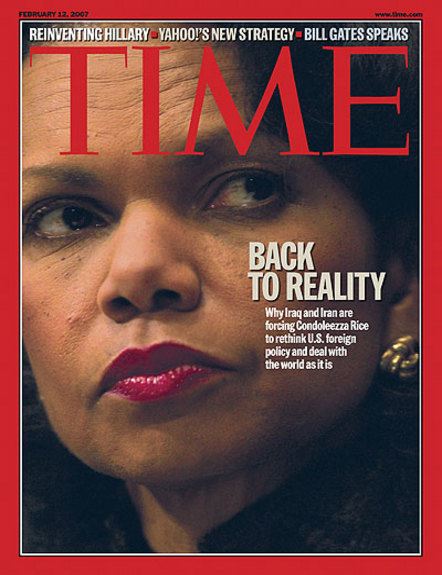 FEBRUARY 12, 2007 www.time.com
REINVENTING HILLARY ▪ YAHOO!'S NEW STRATEGY ▪ BILL GATES SPEAKS
TIME
BACK
TO REALITY
Why Iraq and Iran are
forcing Condoleezza Rice
to rethink U.S. foreign
policy and deal with
the world as it is